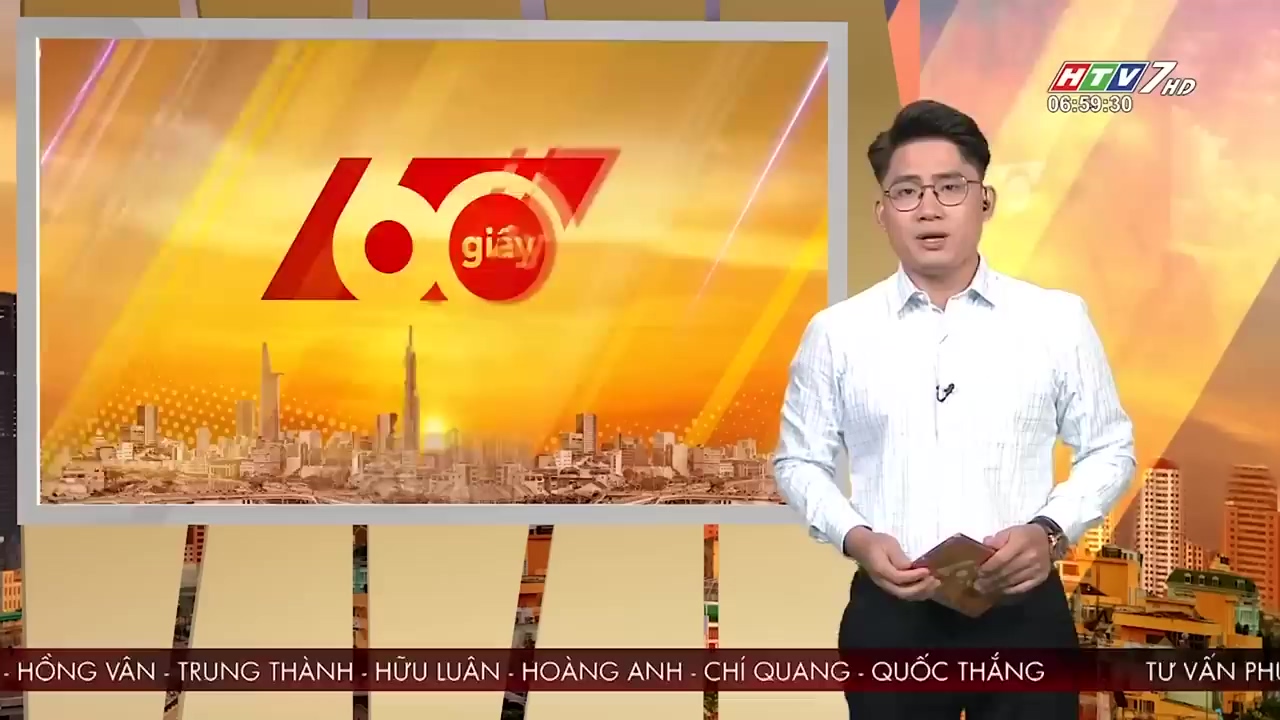 HTV7 HD
06:59:30
60 giây
- HỒNG VÂN - TRUNG THÀNH - HỮU LUÂN - HOÀNG ANH - CHÍ QUANG - QUỐC THẮNG TƯ VẤN